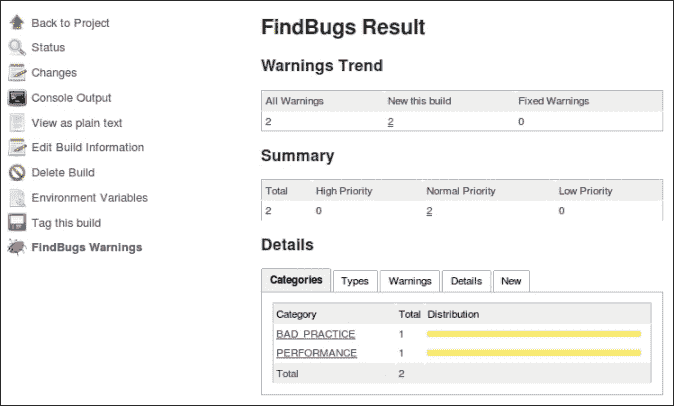 Back to Project
Status
Changes
Console Output
View as plain text
Edit Build Information
Delete Build
Environment Variables
Tag this build
FindBugs Warnings
FindBugs Result
Warnings Trend
All Warnings New this build Fixed Warnings
2 2 0
Summary
Total High Priority Normal Priority Low Priority
2 0 2 0
Details
Categories Types Warnings Details New
Category Total Distribution
BAD_PRACTICE 1
PERFORMANCE 1
Total 2